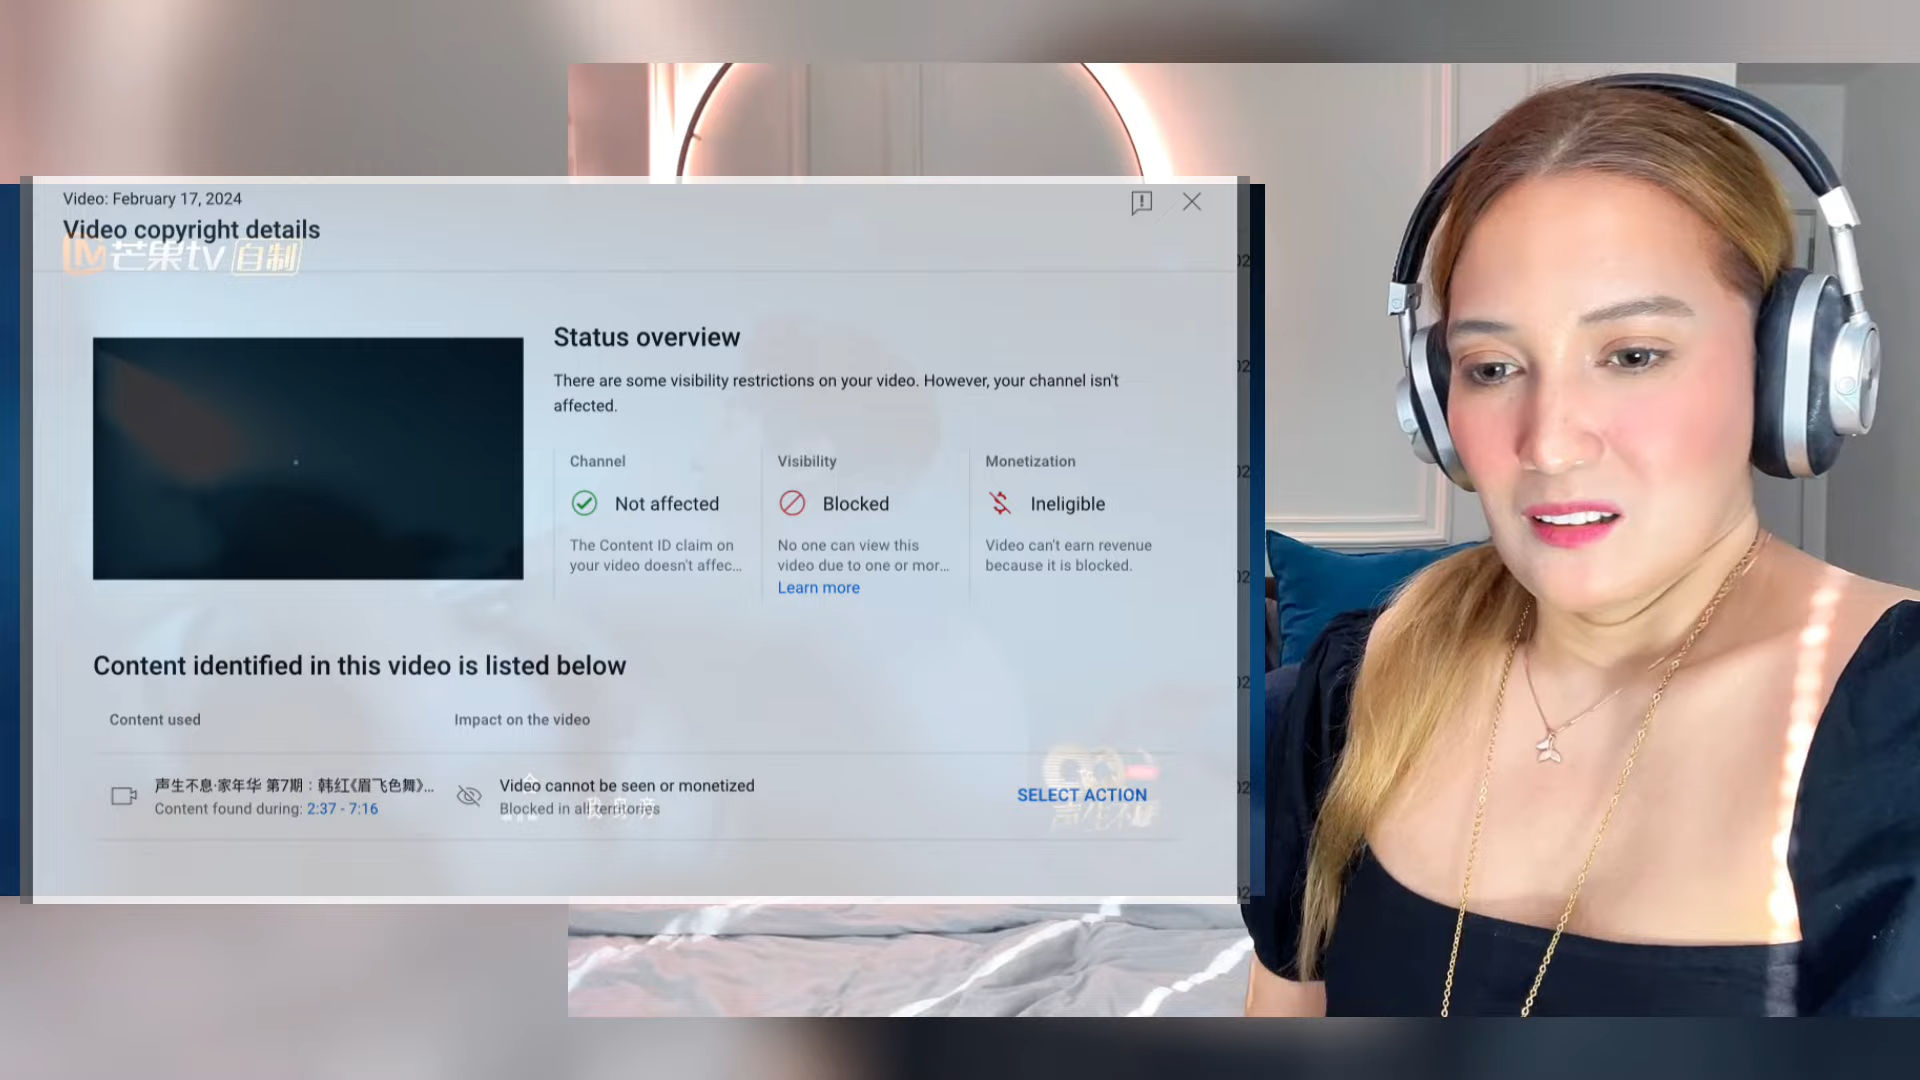 Video: February 17, 2024
Video copyright details
芒果tv 自制
Status overview
There are some visibility restrictions on your video. However, your channel isn't
affected.
Channel
Not affected
The Content ID claim on
your video doesn't affec...
Visibility
Blocked
No one can view this
video due to one or mor...
Learn more
Monetization
Ineligible
Video can't earn revenue
because it is blocked.
Content identified in this video is listed below
Content used
Impact on the video
声生不息·家年华 第7期：韩红《眉飞色舞》...
Content found during: 2:37 - 7:16
Video cannot be seen or monetized
Blocked in all territories
SELECT ACTION
声生不息